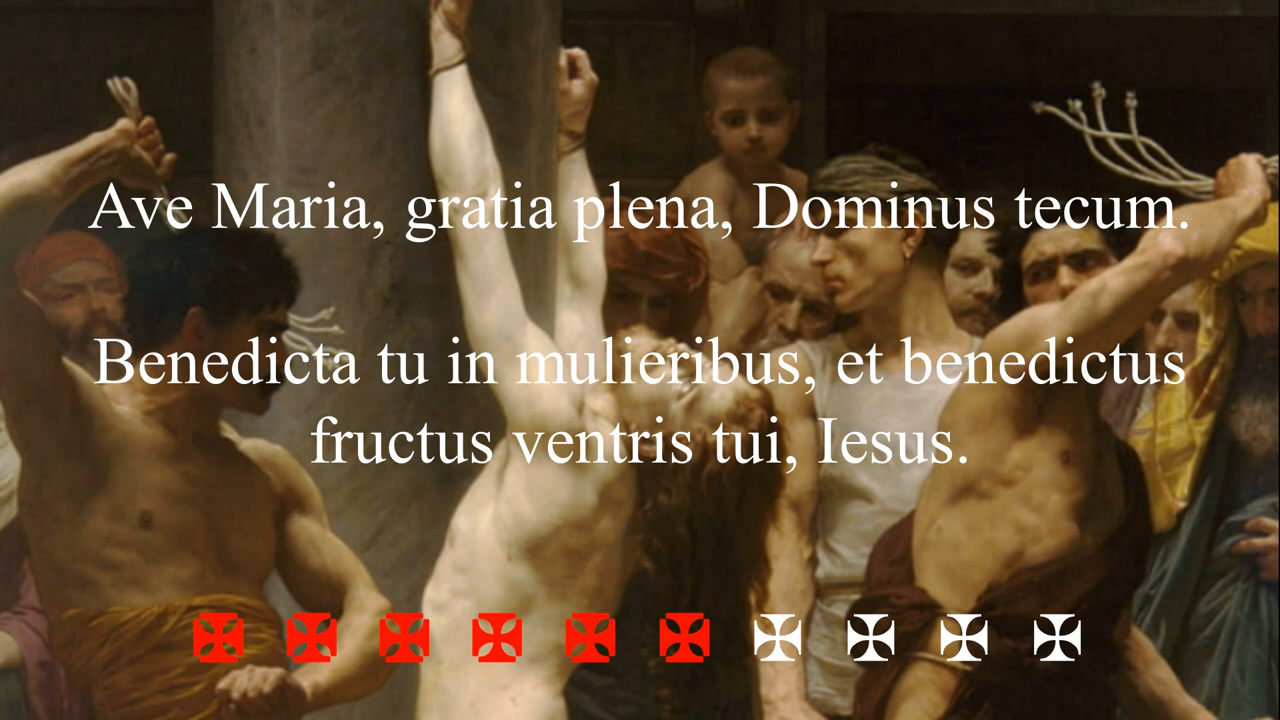 Ave Maria, gratia plena, Dominus tecum.
Benedicta tu in mulieribus, et benedictus
fructus ventris tui, Iesus.